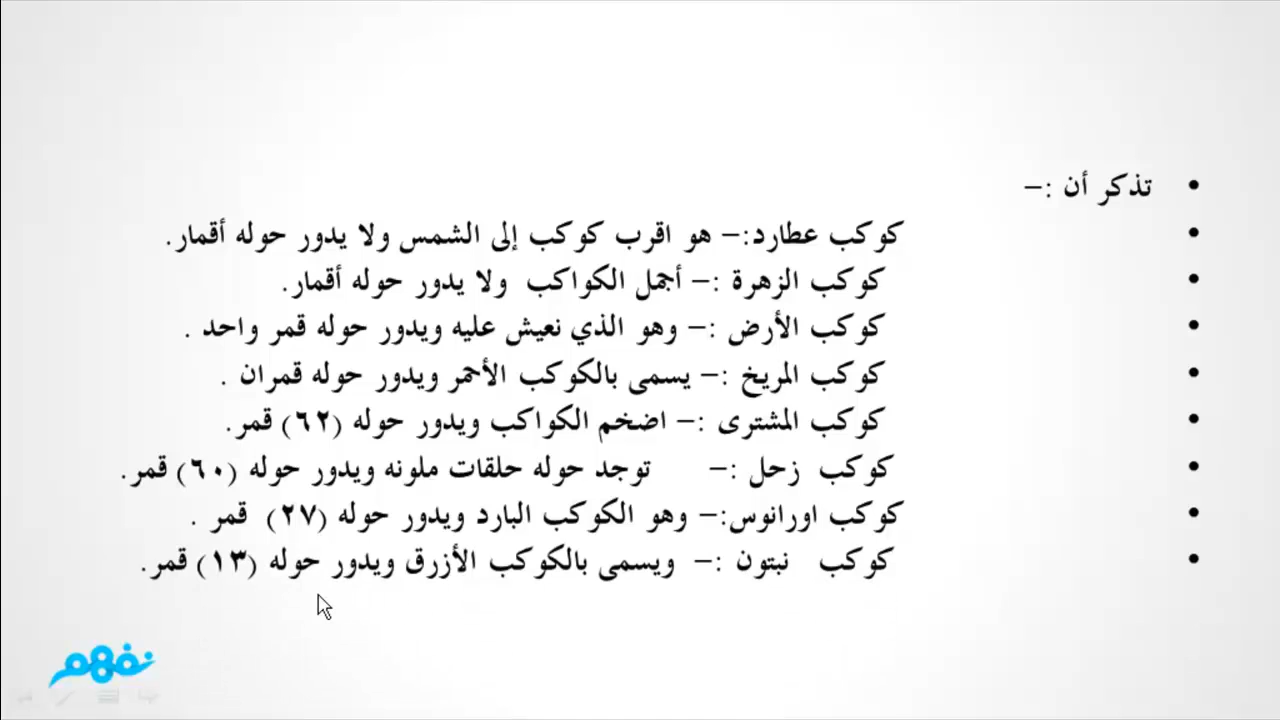 تذكر أن :-
كوكب عطارد:- هو اقرب كوكب إلى الشمس ولا يدور حوله أقمار.
كوكب الزهرة :- أجمل الكواكب ولا يدور حوله أقمار.
كوكب الأرض :- وهو الذي نعيش عليه ويدور حوله قمر واحد .
كوكب المريخ :- يسمى بالكوكب الأحمر ويدور حوله قمران .
كوكب المشترى :- اضخم الكواكب ويدور حوله (٦٢) قمر.
كوكب زحل :- توجد حوله حلقات ملونه ويدور حوله (٦٠) قمر.
كوكب اورانوس:- وهو الكوكب البارد ويدور حوله (٢٧) قمر .
كوكب نبتون :- ويسمى بالكوكب الأزرق ويدور حوله (١٣) قمر.
نفهم